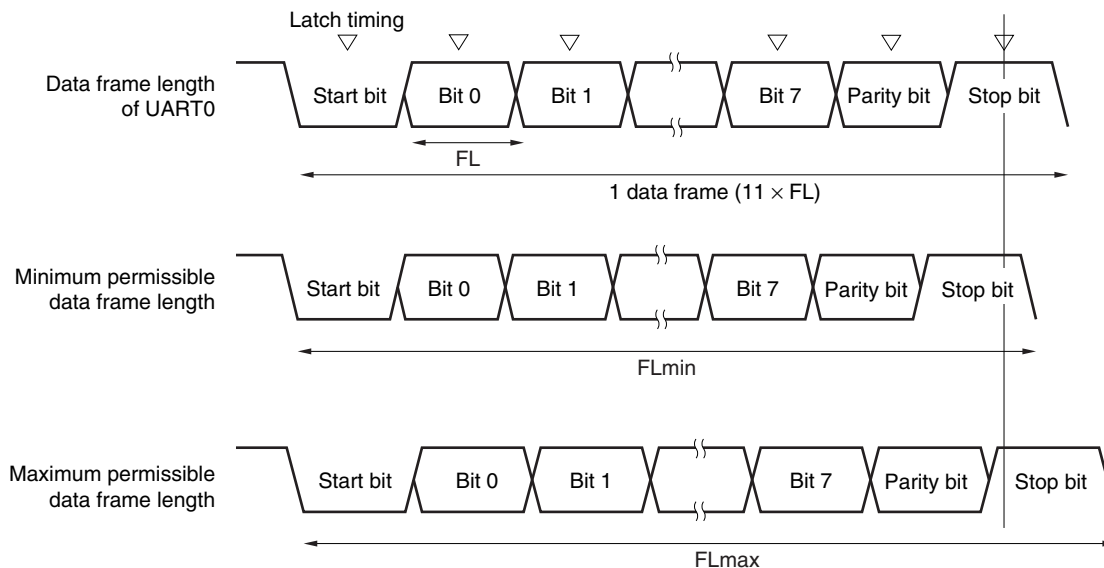 Latch timing
Data frame length
of UART0
Start bit
Bit 0
Bit 1
Bit 7
Parity bit
Stop bit
FL
1 data frame (11 × FL)
Minimum permissible
data frame length
Start bit
Bit 0
Bit 1
Bit 7
Parity bit
Stop bit
FLmin
Maximum permissible
data frame length
Start bit
Bit 0
Bit 1
Bit 7
Parity bit
Stop bit
FLmax